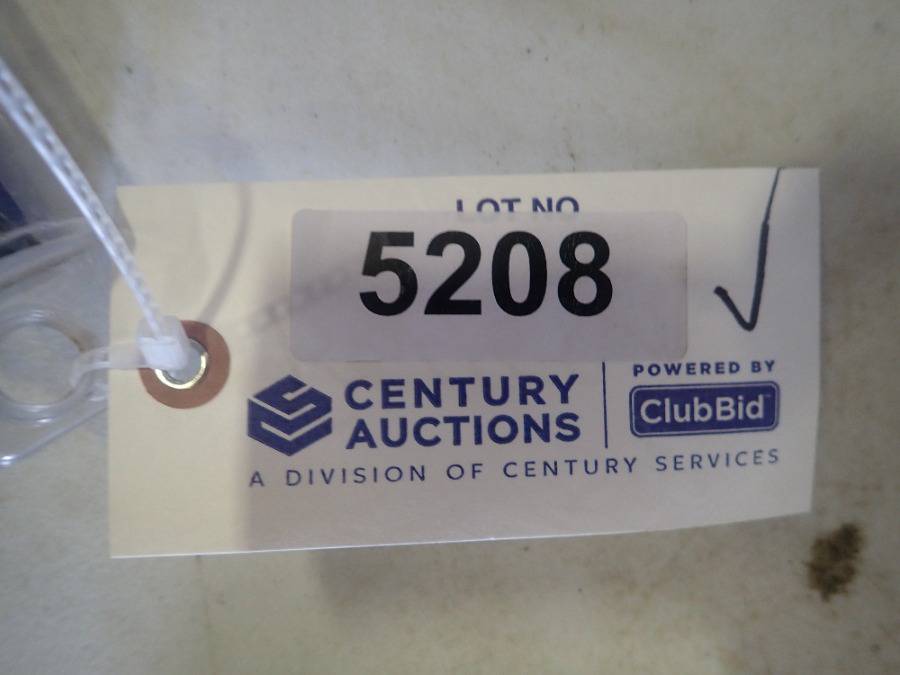 LOT NO
5208
CENTURY
AUCTIONS
POWERED BY
ClubBid
A DIVISION OF CENTURY SERVICES